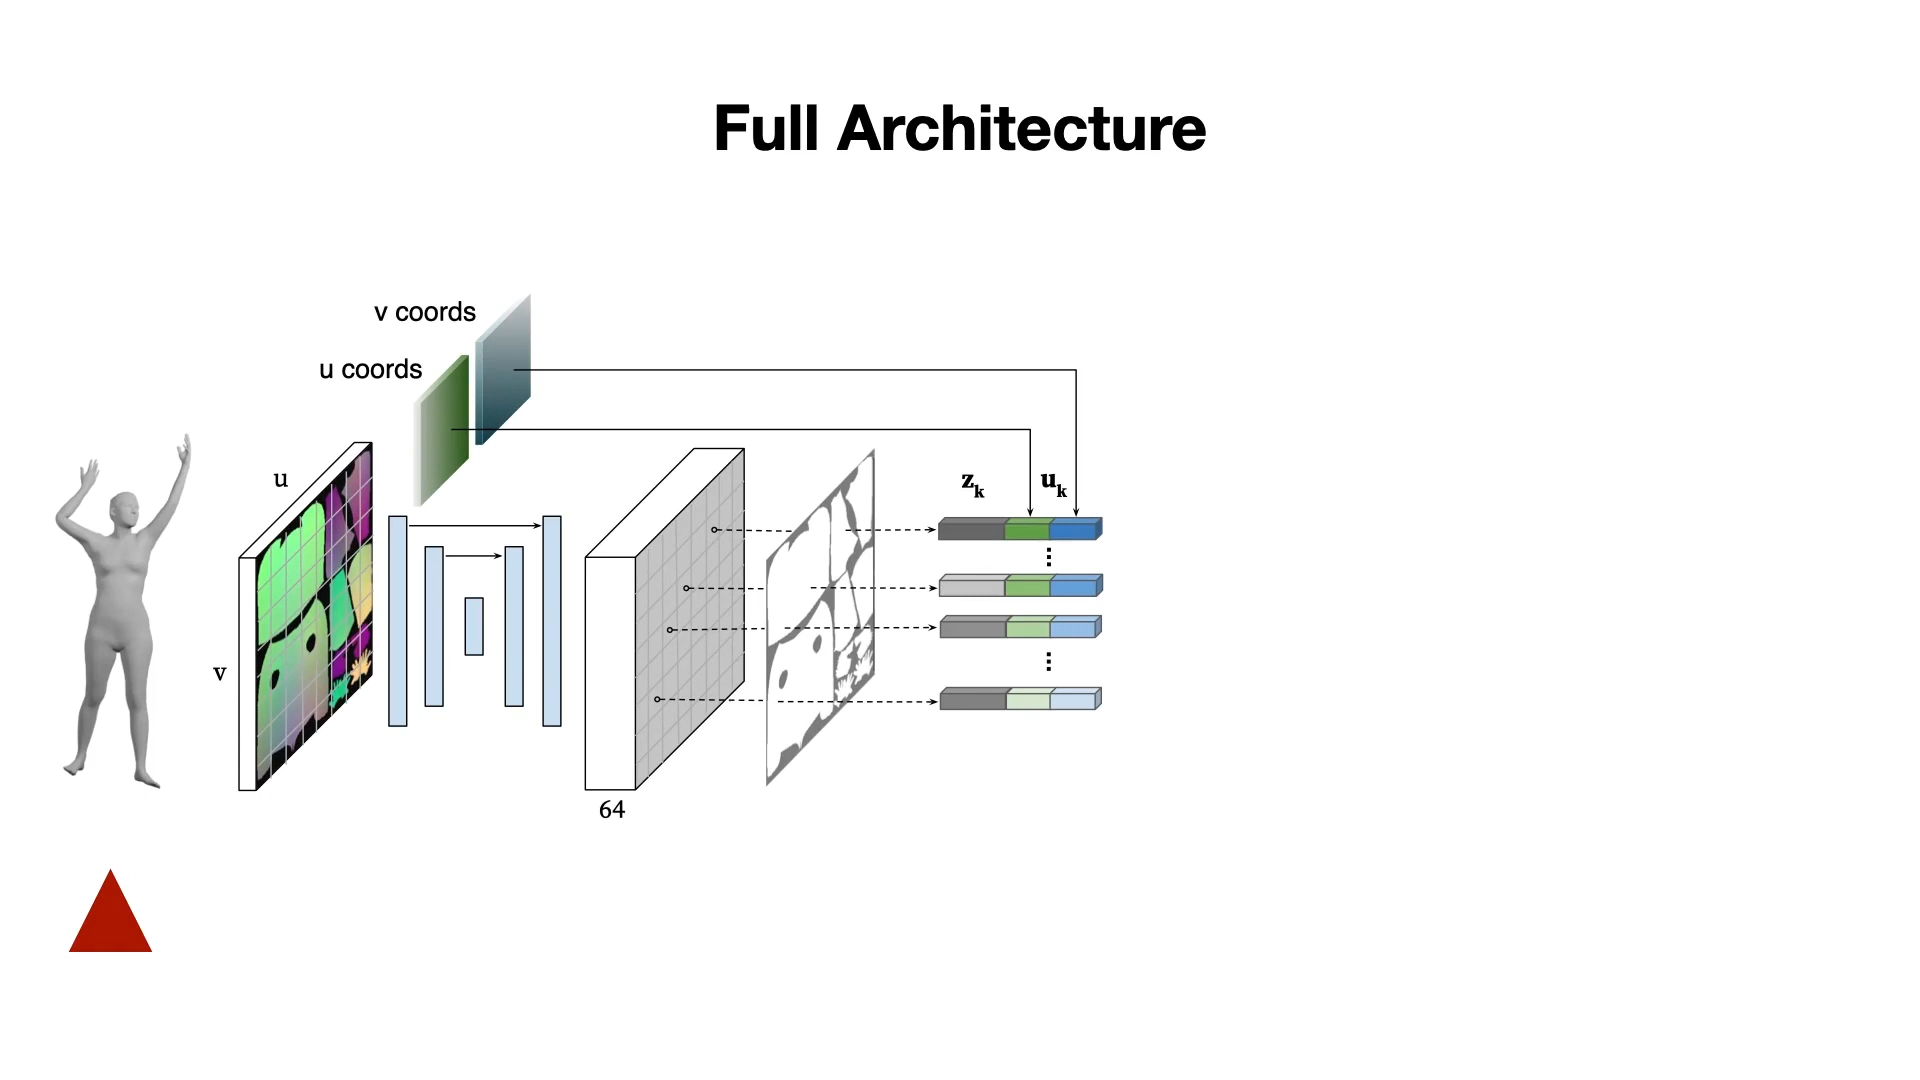 Full Architecture
v coords
u coords
u
v
z_k
u_k
⋮
⋮
64